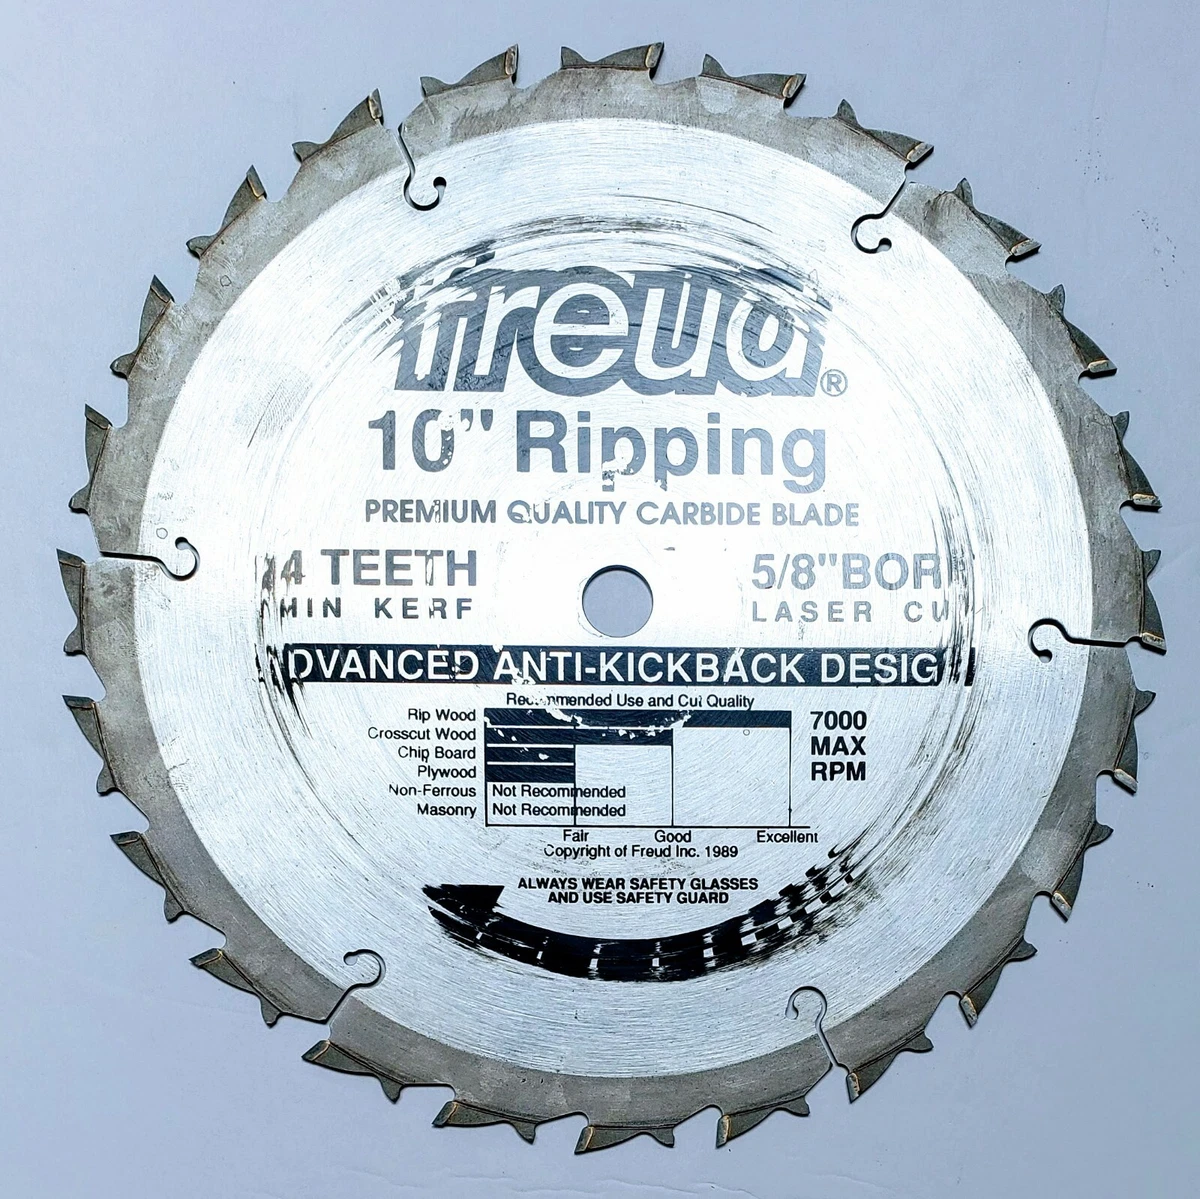 freud®
10" Ripping
PREMIUM QUALITY CARBIDE BLADE
4 TEETH
5/8"BOR
HIN KERF
LASER CU
DVANCED ANTI-KICKBACK DESIG
Recommended Use and Cut Quality
Rip Wood
7000
Crosscut Wood
MAX
Chip Board
RPM
Plywood
Non-Ferrous Not Recommended
Masonry Not Recommended
Fair Good Excellent
Copyright of Freud Inc. 1989
ALWAYS WEAR SAFETY GLASSES
AND USE SAFETY GUARD